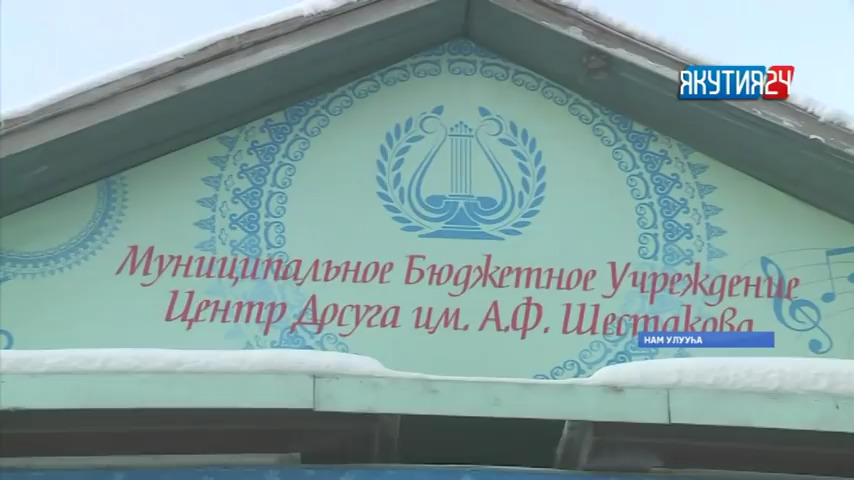 ЯКУТИЯ24
Муниципальное Бюджетное Учреждение
Центр Досуга им. А.Ф. Шестакова
НАМ УЛУУҺА